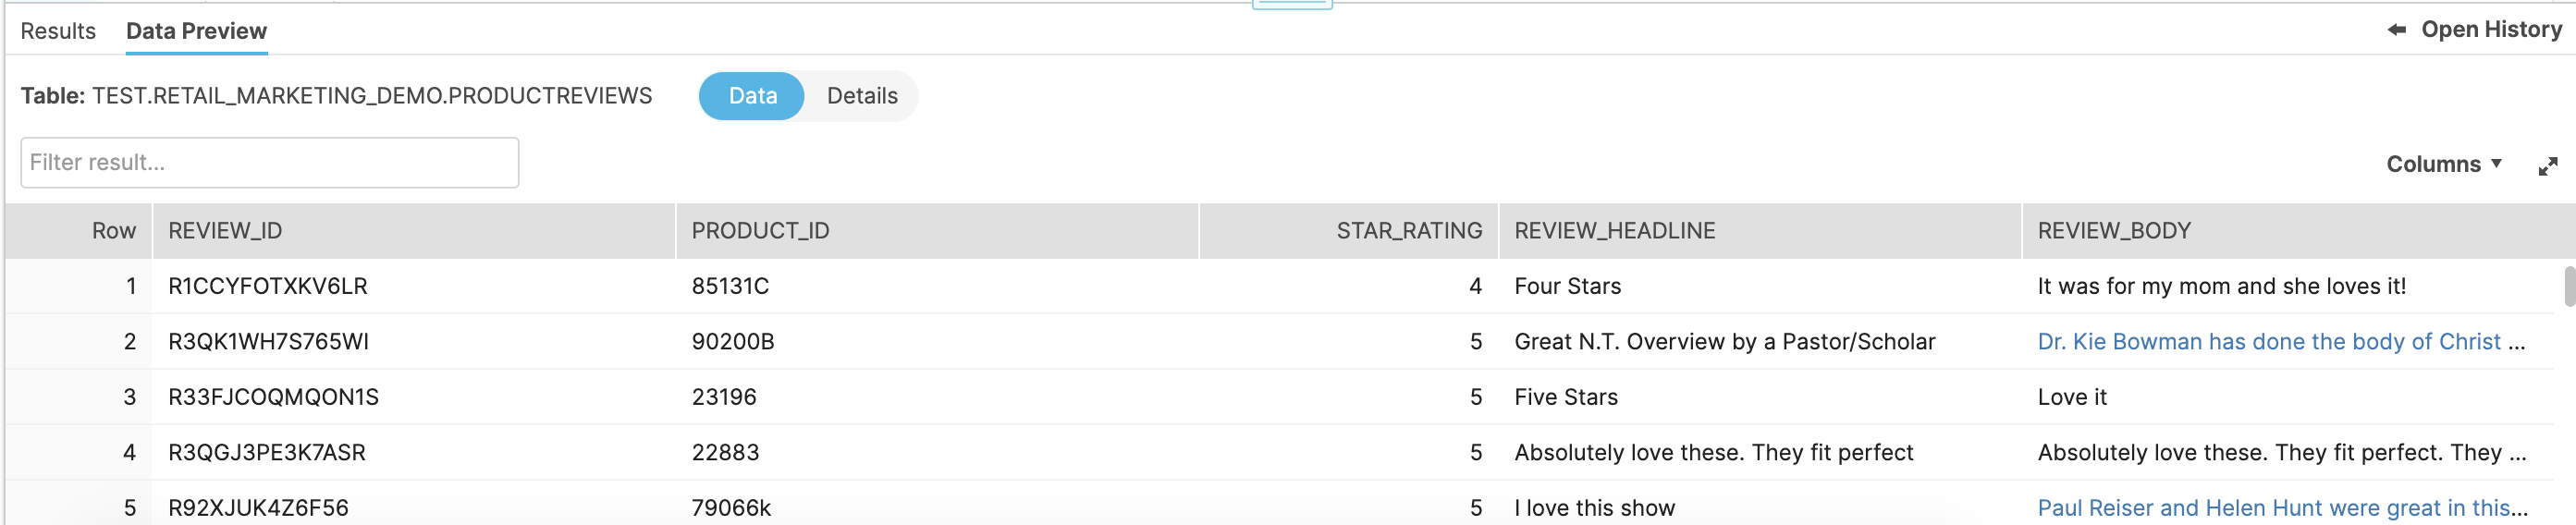 Results Data Preview Open History
Table: TEST.RETAIL_MARKETING_DEMO.PRODUCTREVIEWS Data Details
Filter result...
Columns
Row REVIEW_ID PRODUCT_ID STAR_RATING REVIEW_HEADLINE REVIEW_BODY
1 R1CCYFOTXKV6LR 85131C 4 Four Stars It was for my mom and she loves it!
2 R3QK1WH7S765WI 90200B 5 Great N.T. Overview by a Pastor/Scholar Dr. Kie Bowman has done the body of Christ ...
3 R33FJCOQMQON1S 23196 5 Five Stars Love it
4 R3QGJ3PE3K7ASR 22883 5 Absolutely love these. They fit perfect Absolutely love these. They fit perfect. They ...
5 R92XJUK4Z6F56 79066k 5 I love this show Paul Reiser and Helen Hunt were great in this...